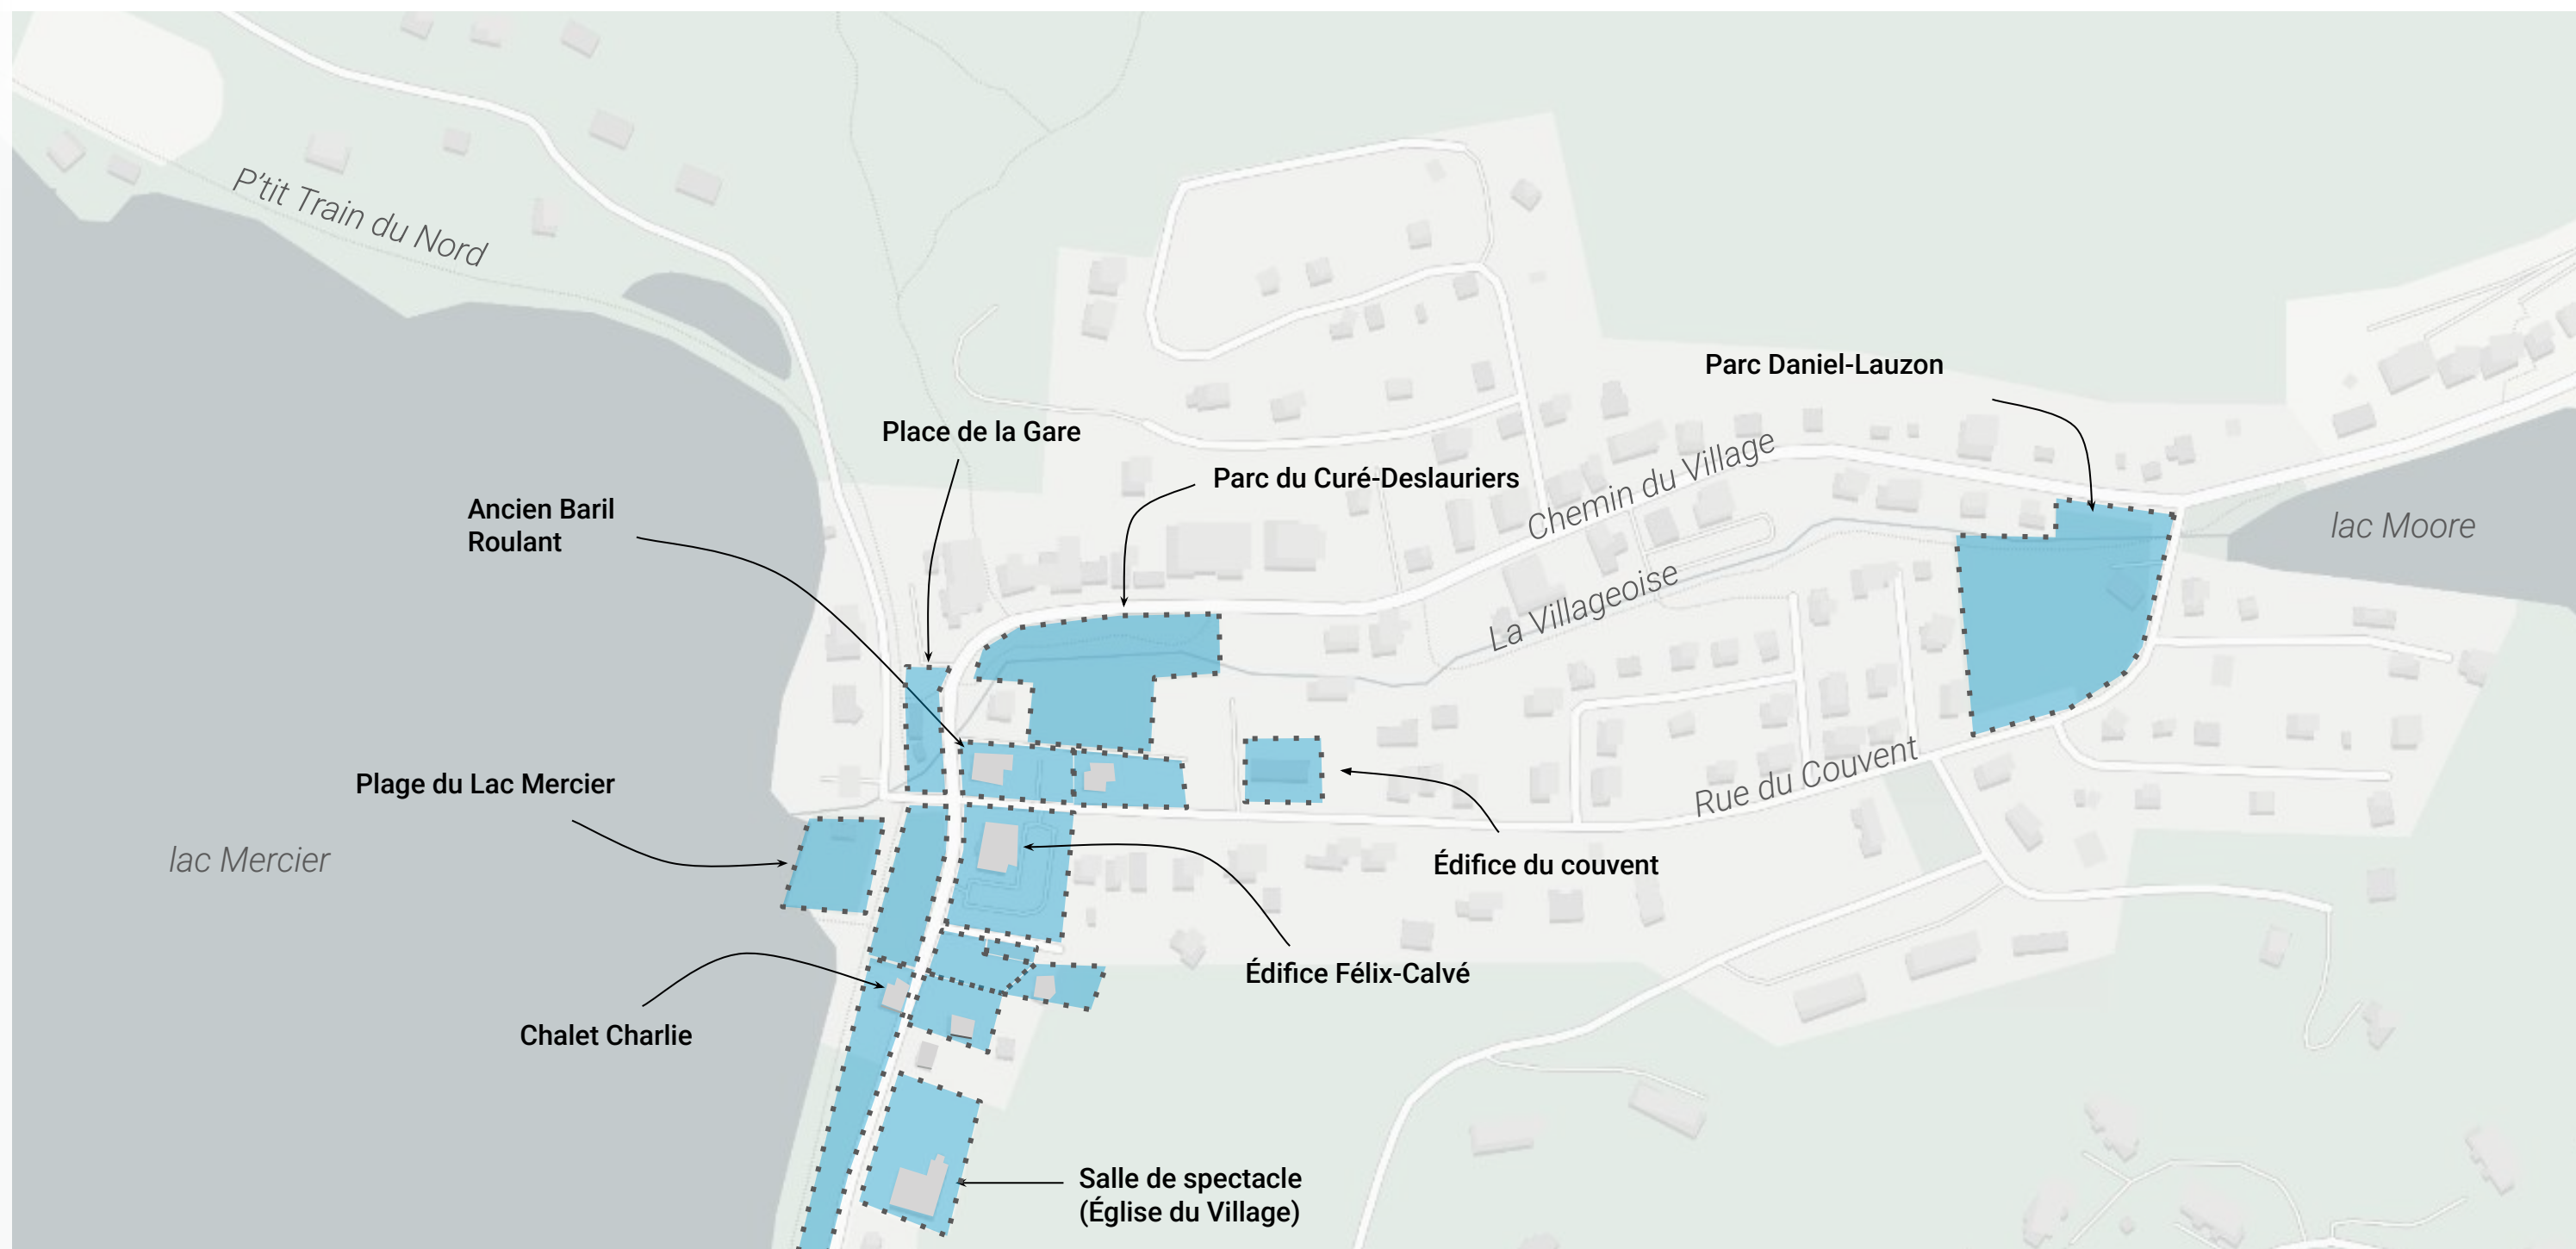 P'tit Train du Nord
Parc Daniel-Lauzon
Place de la Gare
Parc du Curé-Deslauriers
Chemin du Village
Ancien Baril
Roulant
lac Moore
La Villageoise
Rue du Couvent
Plage du Lac Mercier
lac Mercier
Édifice du couvent
Édifice Félix-Calvé
Chalet Charlie
Salle de spectacle
(Église du Village)